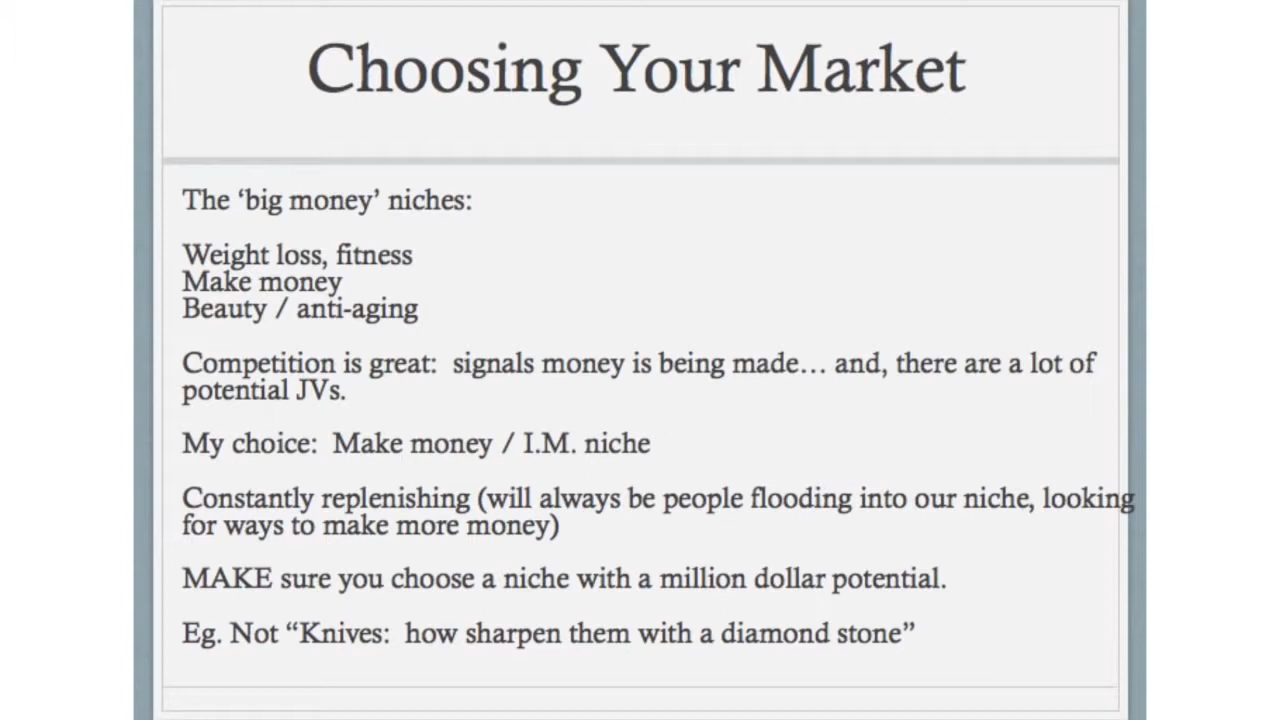 Choosing Your Market
The ‘big money’ niches:
Weight loss, fitness
Make money
Beauty / anti-aging
Competition is great:  signals money is being made… and, there are a lot of
potential JVs.
My choice:  Make money / I.M. niche
Constantly replenishing (will always be people flooding into our niche, looking
for ways to make more money)
MAKE sure you choose a niche with a million dollar potential.
Eg. Not “Knives:  how sharpen them with a diamond stone”